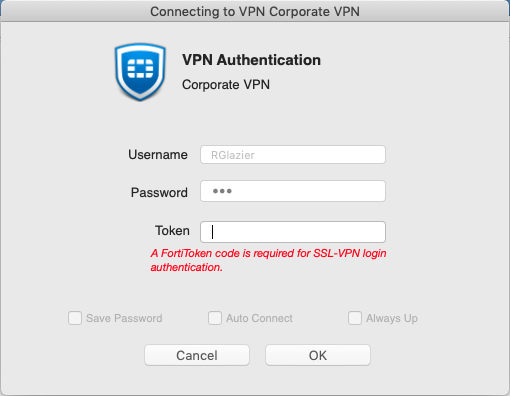 Connecting to VPN Corporate VPN
VPN Authentication
Corporate VPN
Username RGlazier
Password •••
Token
A FortiToken code is required for SSL-VPN login
authentication.
Save Password Auto Connect Always Up
Cancel OK